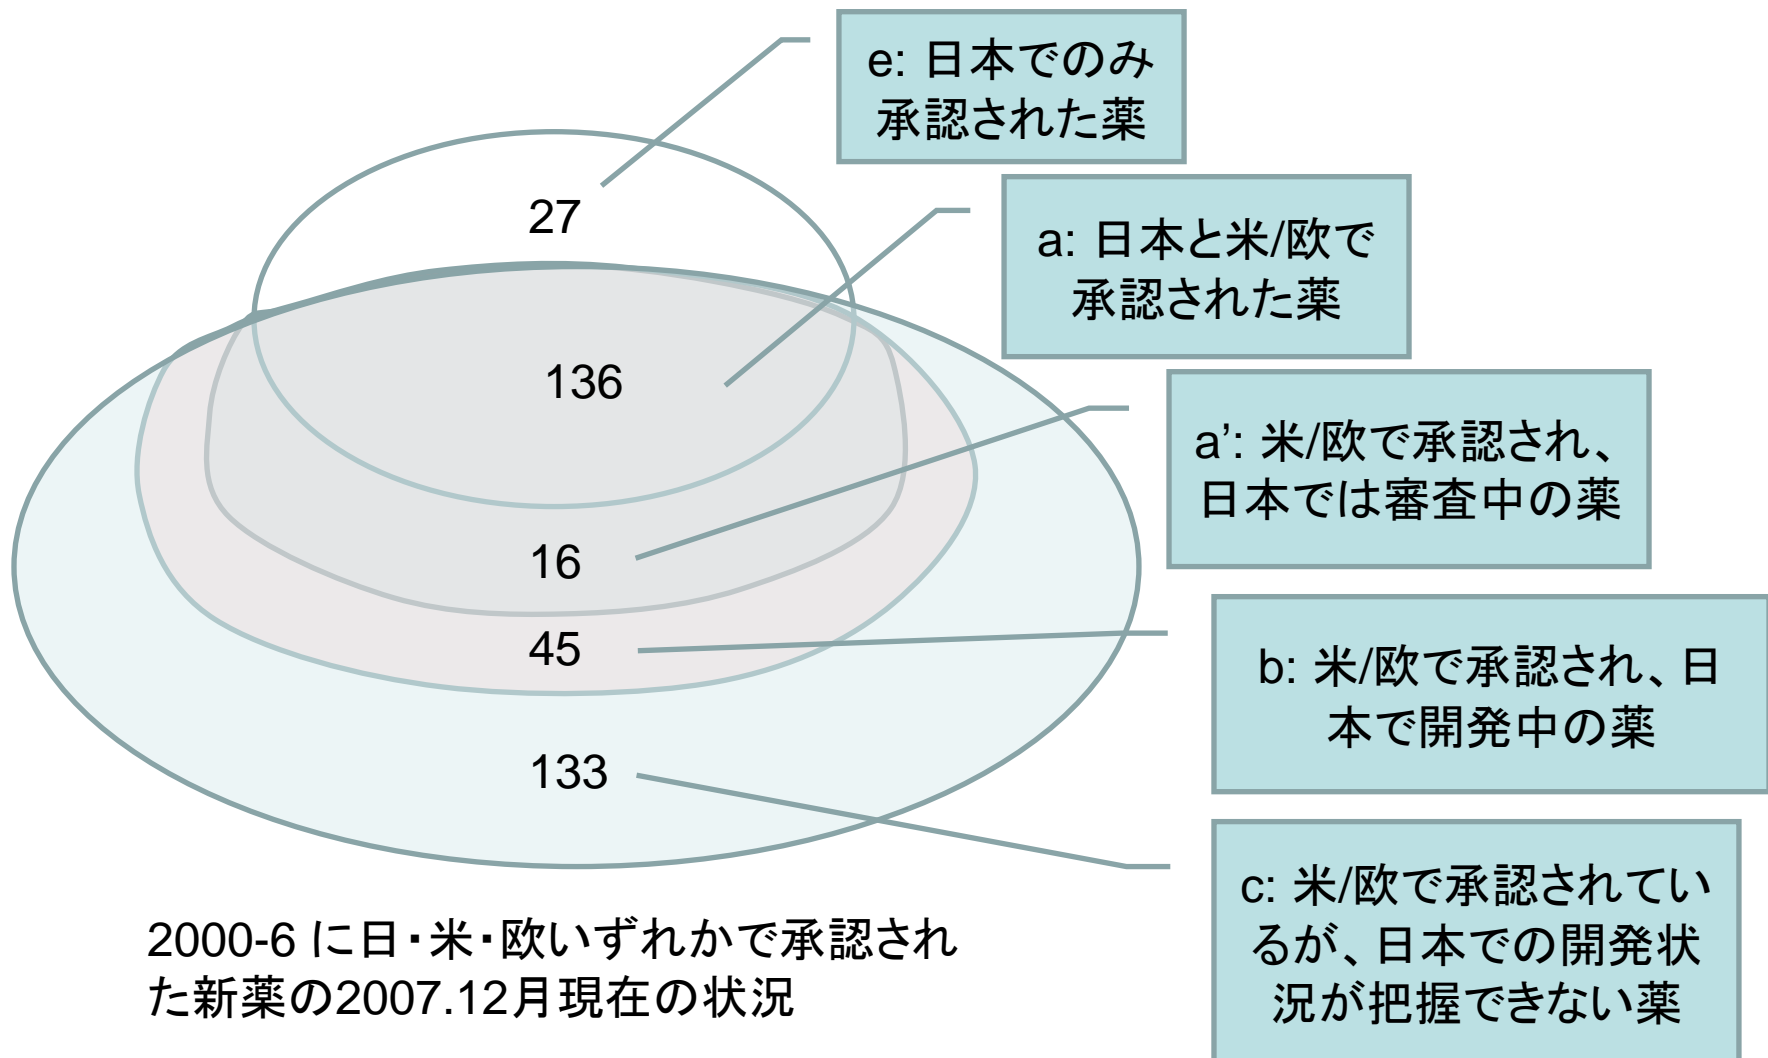 e: 日本でのみ
承認された薬
27
a: 日本と米/欧で
承認された薬
136
a’: 米/欧で承認され、
日本では審査中の薬
16
45
b: 米/欧で承認され、日
本で開発中の薬
133
c: 米/欧で承認されてい
るが、日本での開発状
況が把握できない薬
2000-6 に日・米・欧いずれかで承認され
た新薬の2007.12月現在の状況